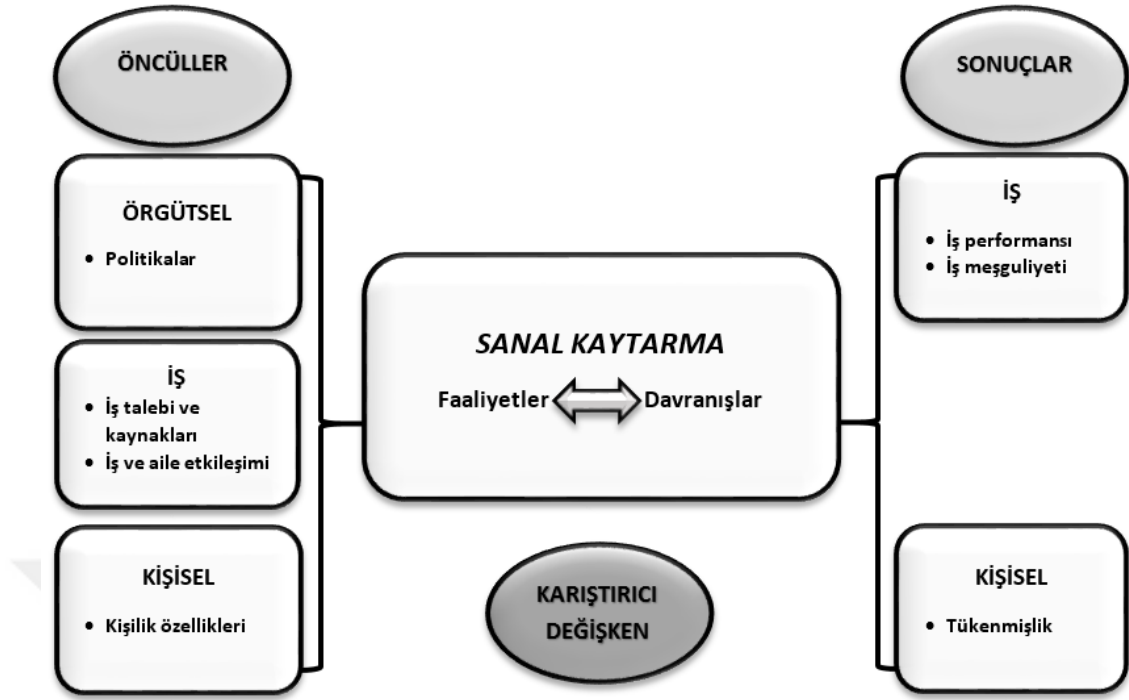 ÖNCÜLLER
ÖRGÜTSEL
• Politikalar
İŞ
• İş talebi ve
kaynakları
• İş ve aile etkileşimi
KİŞİSEL
• Kişilik özellikleri
SANAL KAYTARMA
Faaliyetler Davranışlar
KARIŞTIRICI
DEĞİŞKEN
SONUÇLAR
İŞ
• İş performansı
• İş meşguliyeti
KİŞİSEL
• Tükenmişlik